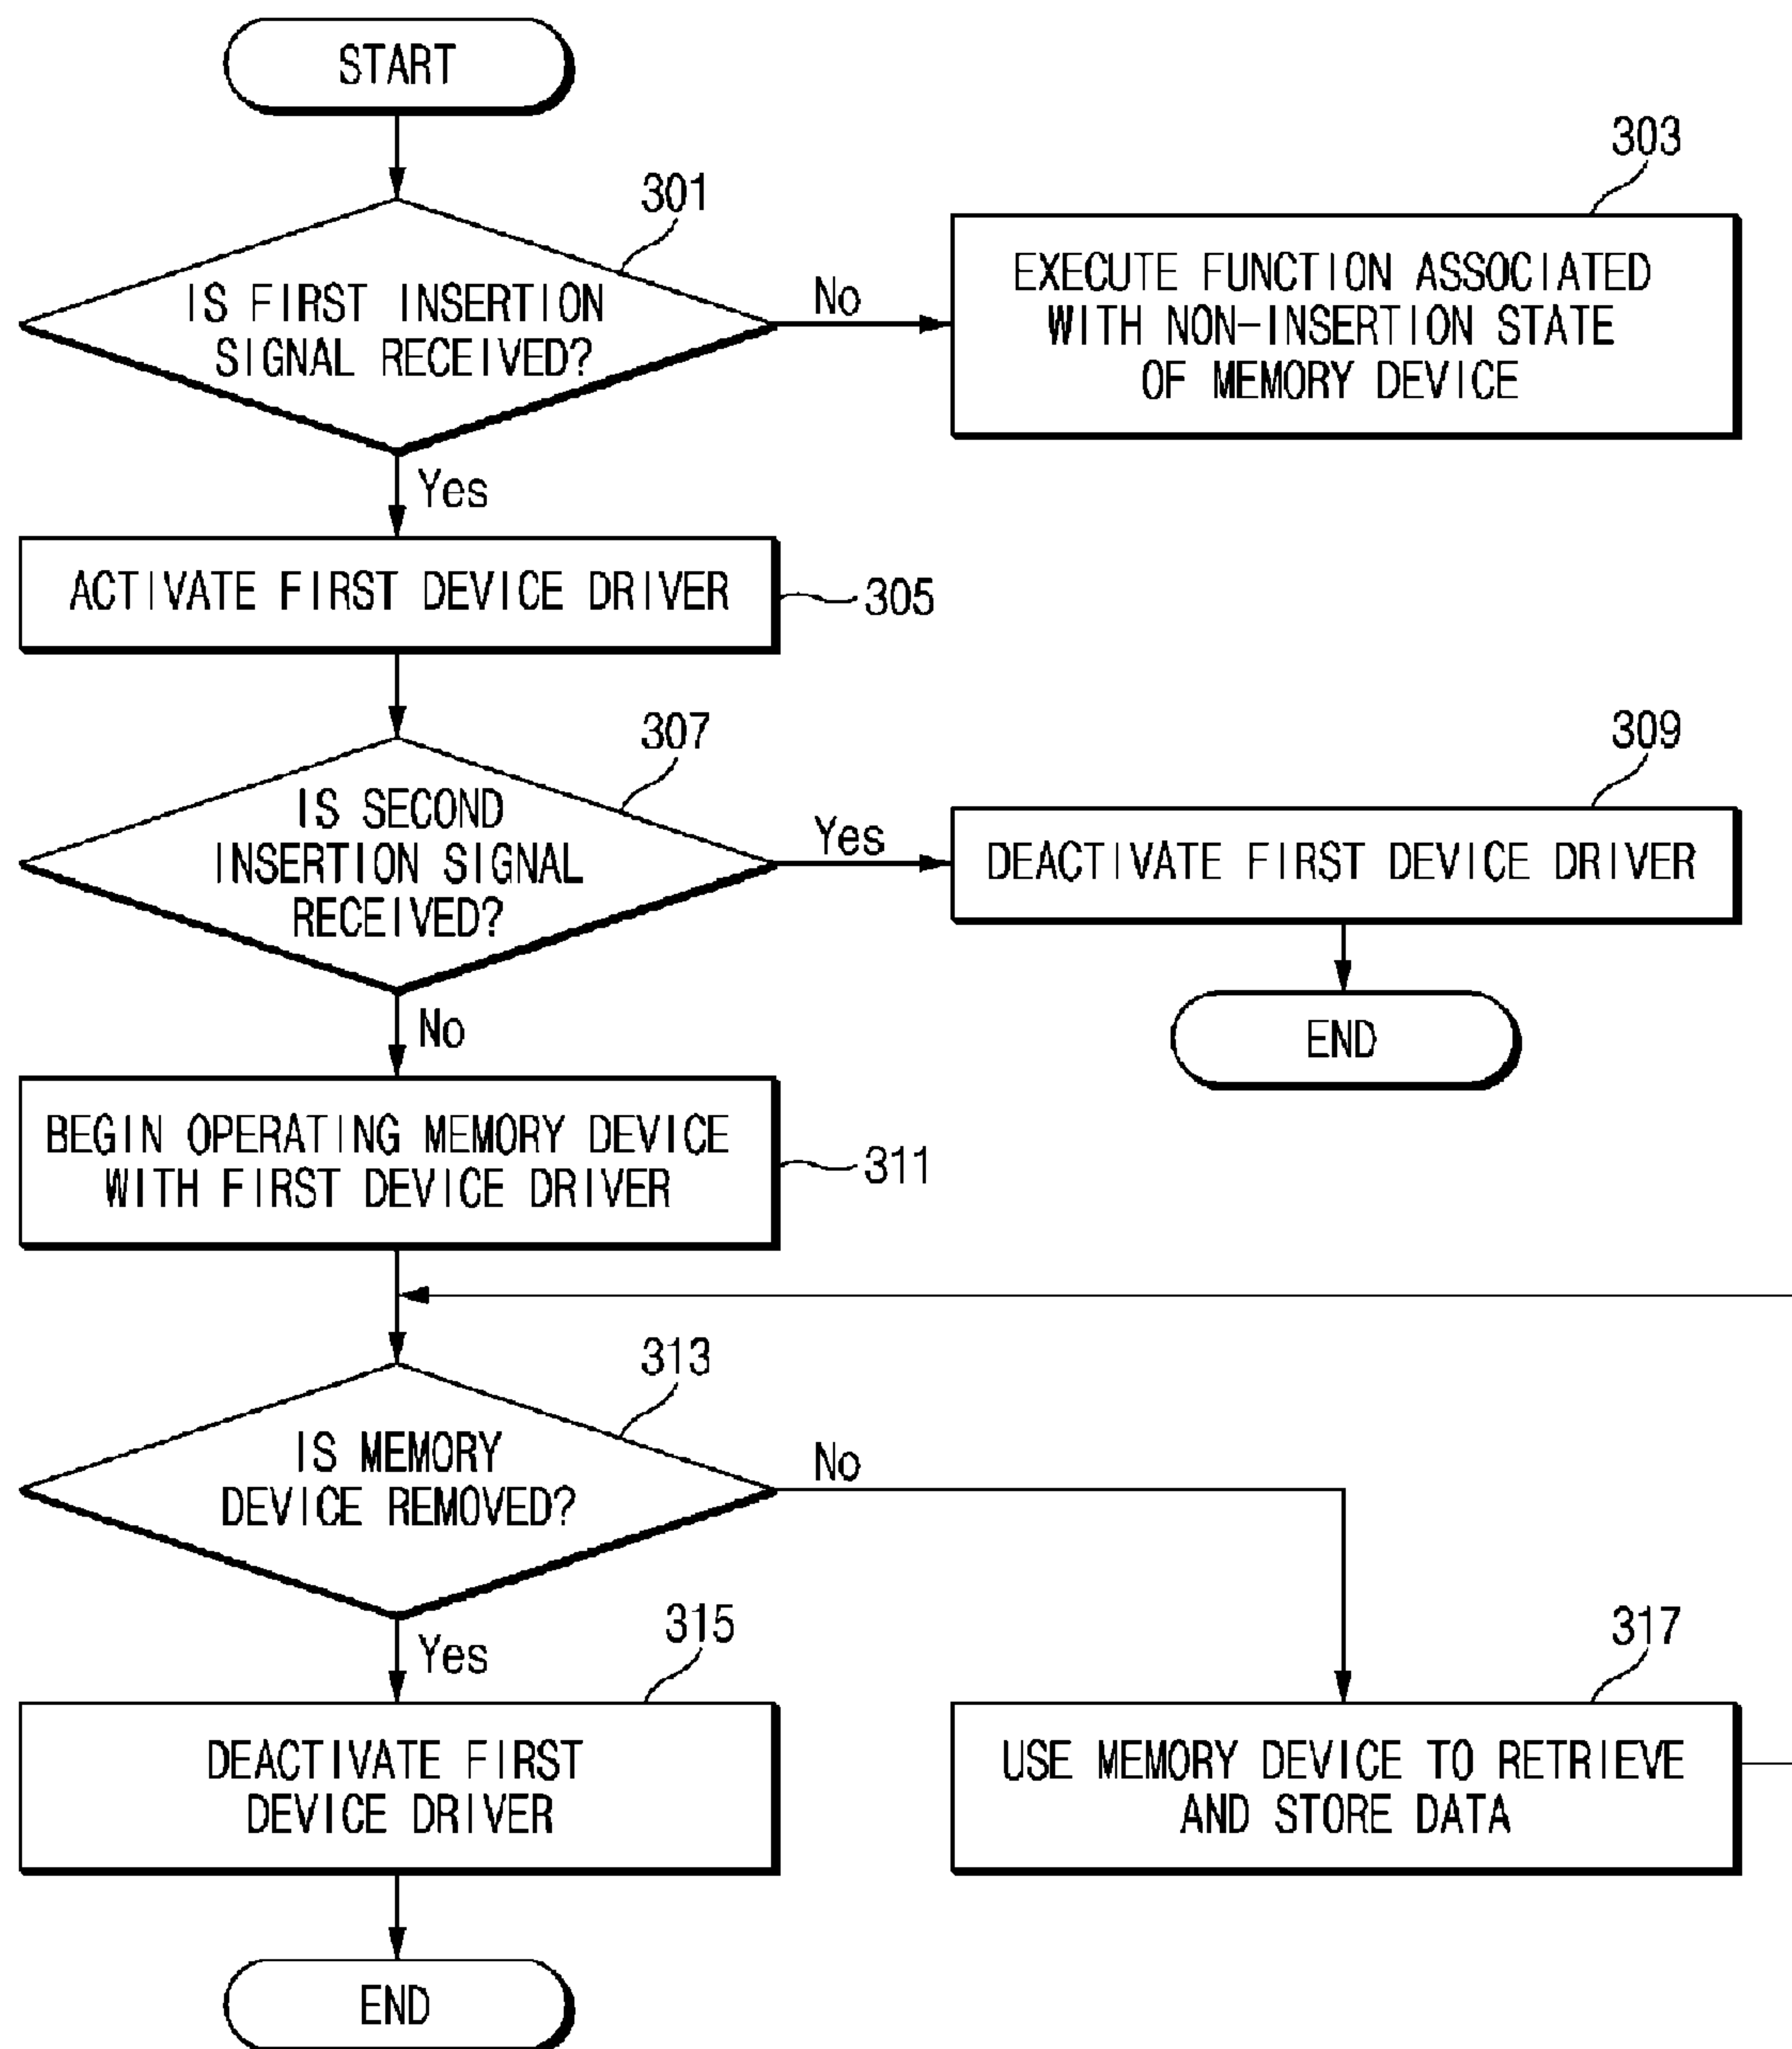 START
301
IS FIRST INSERTION
SIGNAL RECEIVED?
No
303
EXECUTE FUNCTION ASSOCIATED
WITH NON-INSERTION STATE
OF MEMORY DEVICE
Yes
ACTIVATE FIRST DEVICE DRIVER
305
307
IS SECOND
INSERTION SIGNAL
RECEIVED?
Yes
309
DEACTIVATE FIRST DEVICE DRIVER
END
No
BEGIN OPERATING MEMORY DEVICE
WITH FIRST DEVICE DRIVER
311
313
IS MEMORY
DEVICE REMOVED?
No
Yes
315
DEACTIVATE FIRST
DEVICE DRIVER
317
USE MEMORY DEVICE TO RETRIEVE
AND STORE DATA
END